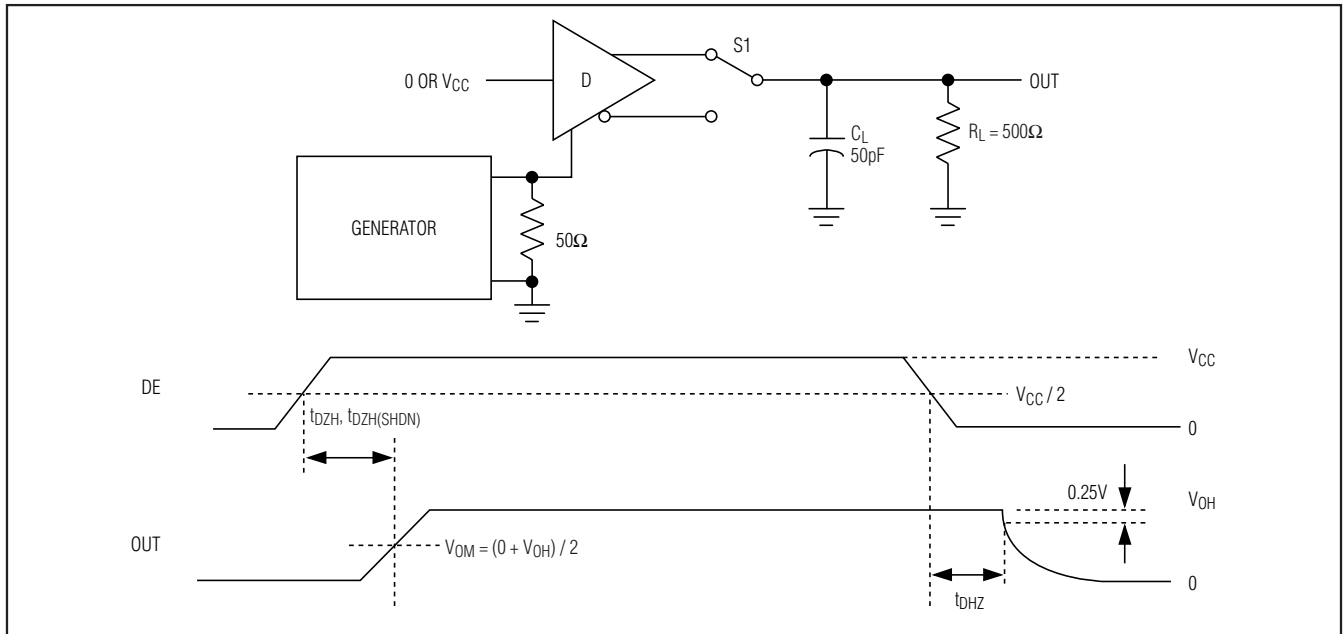 S1
0 OR VCC
D
OUT
CL
50pF
RL = 500Ω
GENERATOR
50Ω
DE
VCC
VCC / 2
0
tDZH, tDZH(SHDN)
0.25V
VOH
OUT
VOM = (0 + VOH) / 2
0
tDHZ